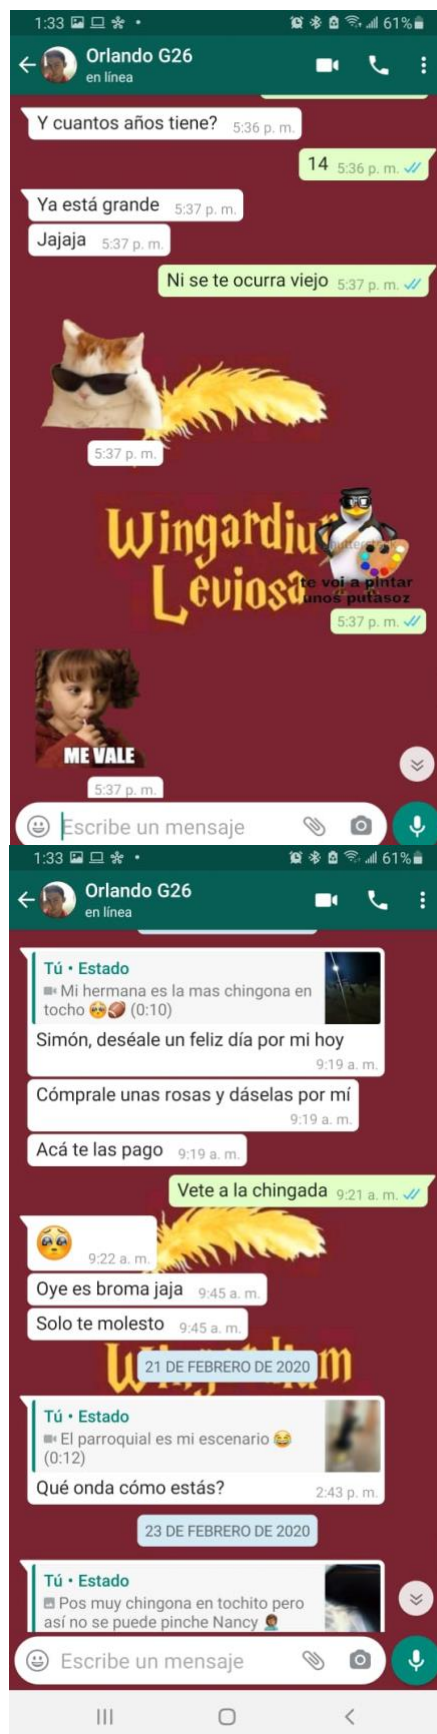 1:33 61%
Orlando G26
en línea
Y cuantos años tiene? 5:36 p. m.
14 5:36 p. m.
Ya está grande 5:37 p. m.
Jajaja 5:37 p. m.
Ni se te ocurra viejo 5:37 p. m.
5:37 p. m.
Wingardium
Leviosa
te voi a pintar
unos putasoz
5:37 p. m.
ME VALE
5:37 p. m.
Escribe un mensaje
1:33 61%
Orlando G26
en línea
Tú • Estado
Mi hermana es la mas chingona en
tocho 🥺🏈 (0:10)
Simón, deséale un feliz día por mi hoy
9:19 a. m.
Cómprale unas rosas y dáselas por mí
9:19 a. m.
Acá te las pago 9:19 a. m.
Vete a la chingada 9:21 a. m.
🥺 9:22 a. m.
Oye es broma jaja 9:45 a. m.
Solo te molesto 9:45 a. m.
21 DE FEBRERO DE 2020
Tú • Estado
El parroquial es mi escenario 😂
(0:12)
Qué onda cómo estás? 2:43 p. m.
23 DE FEBRERO DE 2020
Tú • Estado
Pos muy chingona en tochito pero
así no se puede pinche Nancy 🤦🏾‍♀️
Escribe un mensaje